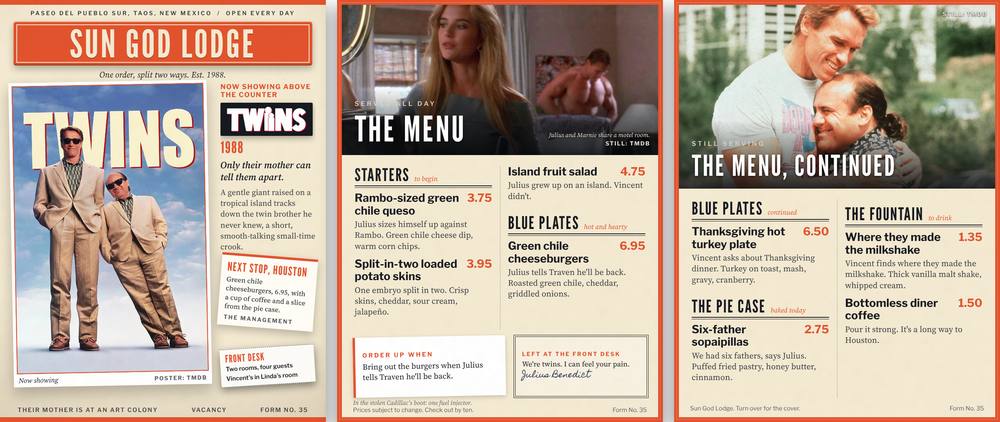 PASEO DEL PUEBLO SUR, TAOS, NEW MEXICO / OPEN EVERY DAY
SUN GOD LODGE
One order, split two ways. Est. 1988.
TWINS
Now showing
POSTER: TMDB
NOW SHOWING ABOVE
THE COUNTER
TWINS
1988
Only their mother can
tell them apart.
A gentle giant raised on a
tropical island tracks
down the twin brother he
never knew, a short,
smooth-talking small-time
crook.
NEXT STOP, HOUSTON
Green chile
cheeseburgers, 6.95, with
a cup of coffee and a slice
from the pie case.
THE MANAGEMENT
FRONT DESK
Two rooms, four guests
Vincent's in Linda's room
THEIR MOTHER IS AT AN ART COLONY
VACANCY
FORM NO. 35
SERVED ALL DAY
THE MENU
Julius and Marnie share a motel room.
STILL: TMDB
STARTERS to begin
Rambo-sized green 3.75
chile queso
Julius sizes himself up against
Rambo. Green chile cheese dip,
warm corn chips.
Split-in-two loaded 3.95
potato skins
One embryo split in two. Crisp
skins, cheddar, sour cream,
jalapeño.
Island fruit salad 4.75
Julius grew up on an island. Vincent
didn't.
BLUE PLATES hot and hearty
Green chile 6.95
cheeseburgers
Julius tells Traven he'll be back.
Roasted green chile, cheddar,
griddled onions.
ORDER UP WHEN
Bring out the burgers when Julius
tells Traven he'll be back.
LEFT AT THE FRONT DESK
We're twins. I can feel your pain.
Julius Benedict
In the stolen Cadillac's boot: one fuel injector.
Prices subject to change. Check out by ten.
Form No. 35
STILL: TMDB
STILL SERVING
THE MENU, CONTINUED
BLUE PLATES continued
Thanksgiving hot 6.50
turkey plate
Vincent asks about Thanksgiving
dinner. Turkey on toast, mash,
gravy, cranberry.
THE PIE CASE baked today
Six-father 2.75
sopaipillas
We had six fathers, says Julius.
Puffed fried pastry, honey butter,
cinnamon.
THE FOUNTAIN to drink
Where they made 1.35
the milkshake
Vincent finds where they made the
milkshake. Thick vanilla malt shake,
whipped cream.
Bottomless diner 1.50
coffee
Pour it strong. It's a long way to
Houston.
Sun God Lodge. Turn over for the cover.
Form No. 35